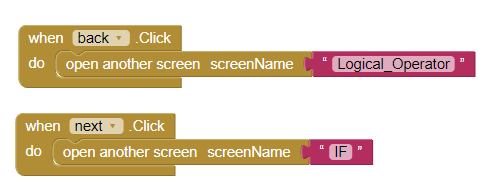 when back .Click
do open another screen screenName " Logical_Operator "
when next .Click
do open another screen screenName " IF "